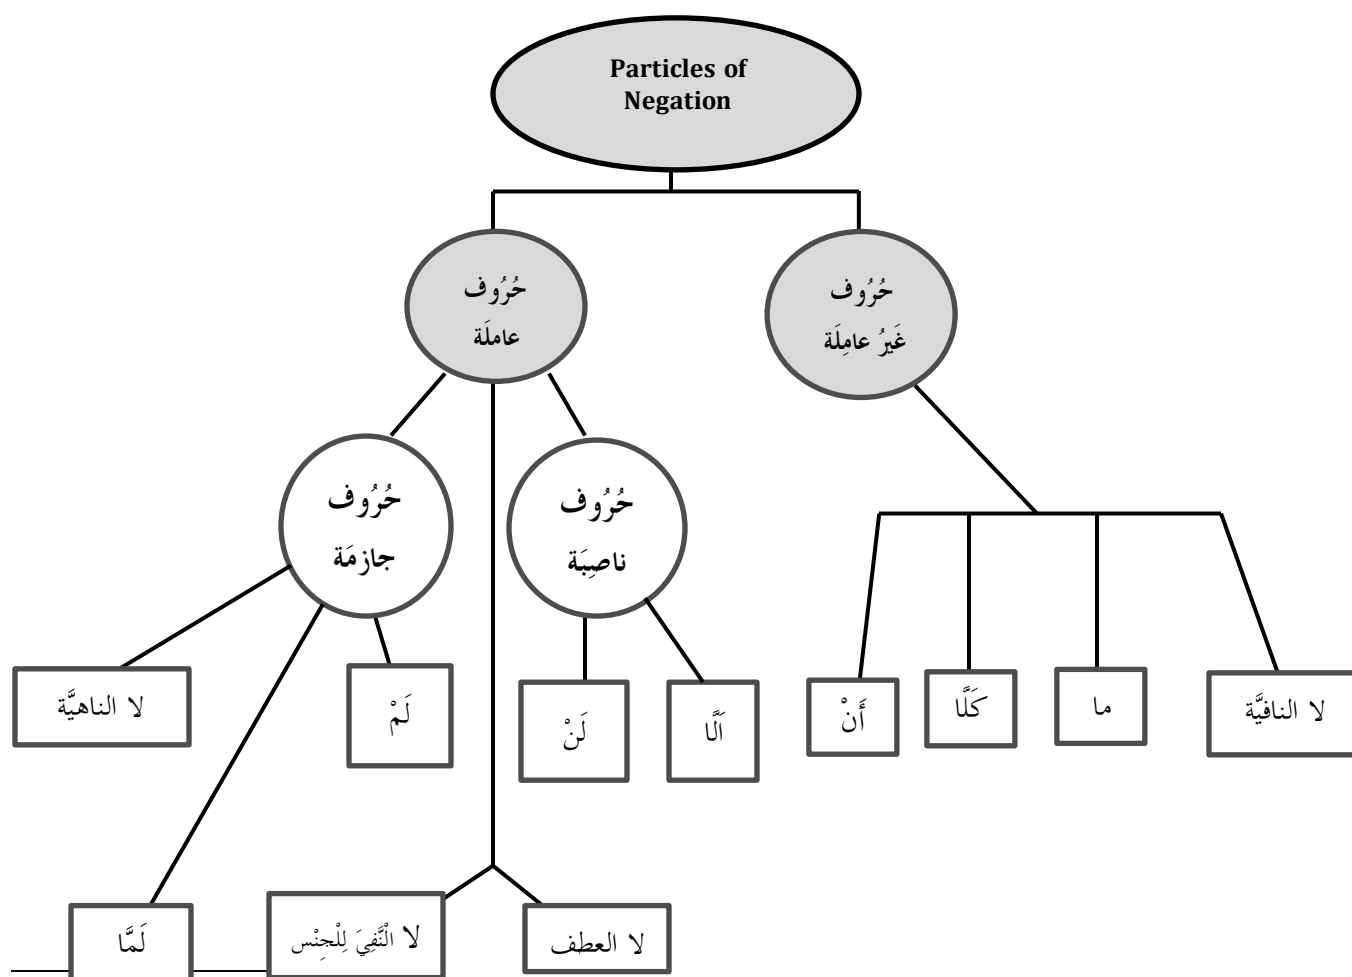 Particles of
Negation
حُرُوف
غَيرُ عامِلَة
حُرُوف
عاملَة
حُرُوف
ناصِبَة
حُرُوف
جازمَة
لا النافيَّة
ما
كَلَّا
أَنْ
اَلَّا
لَنْ
لَمْ
لا الناهيَّة
لا العطف
لا الْنَّفِيَ لِلْجِنْس
لَمَّا